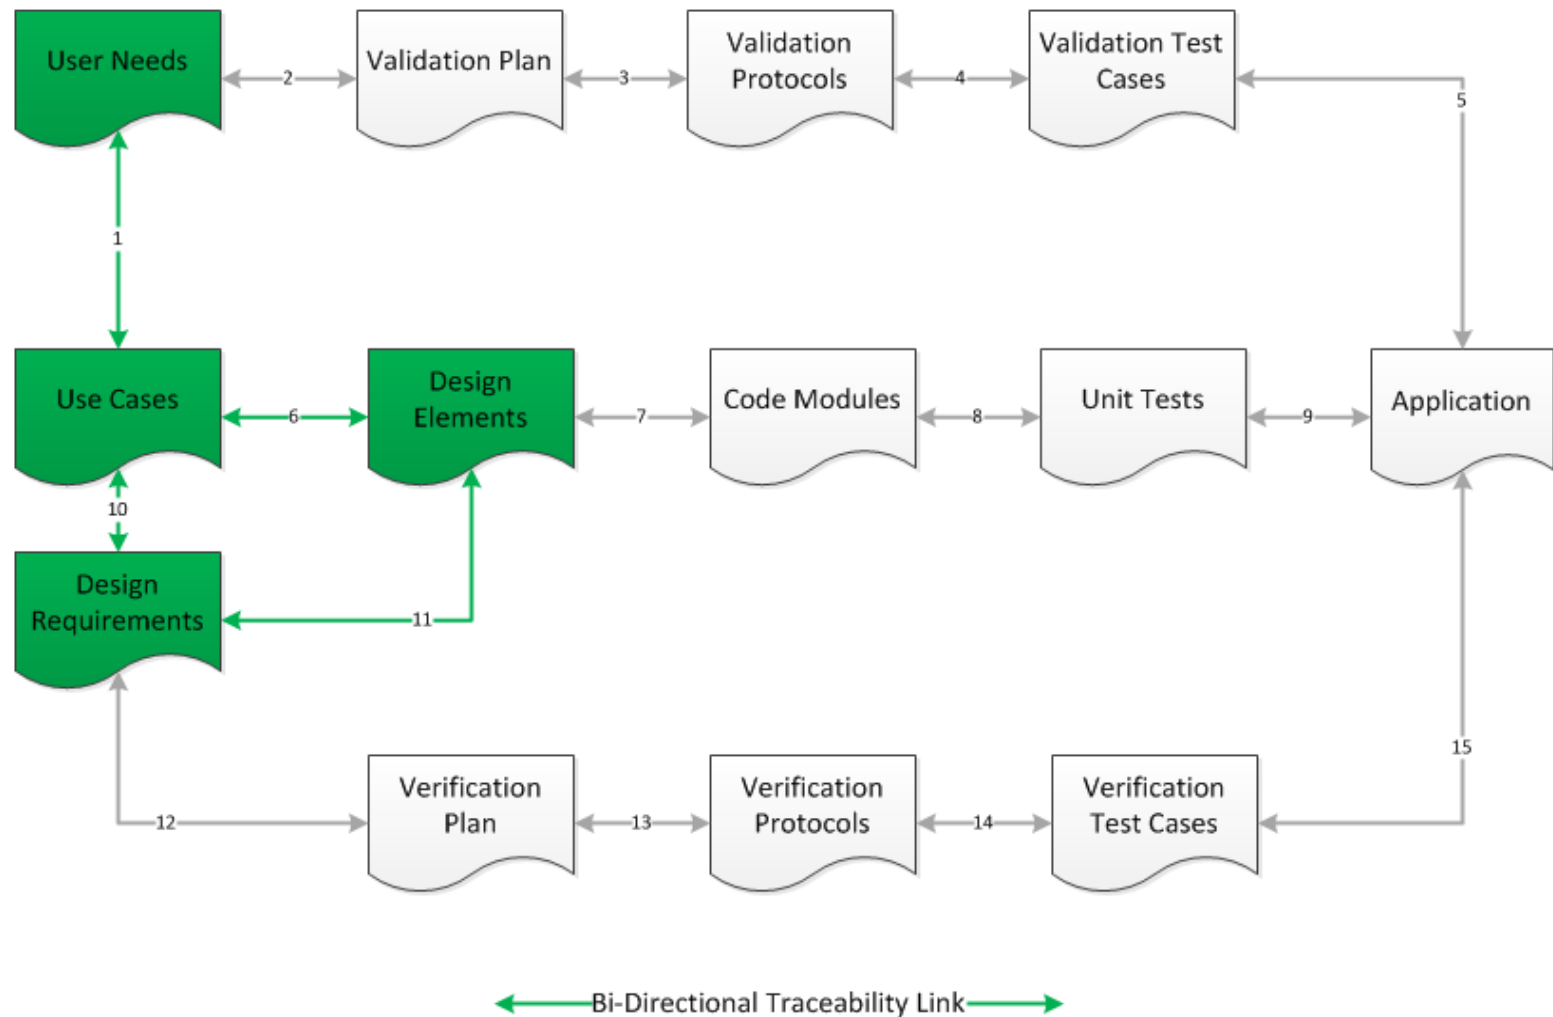 User Needs
2
Validation Plan
3
Validation
Protocols
4
Validation Test
Cases
5
1
Use Cases
6
Design
Elements
7
Code Modules
8
Unit Tests
9
Application
10
Design
Requirements
11
12
Verification
Plan
13
Verification
Protocols
14
Verification
Test Cases
15
Bi-Directional Traceability Link